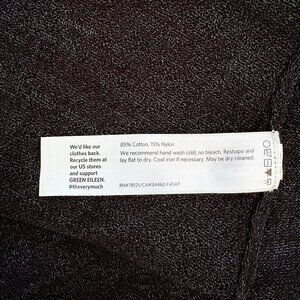 We'd like our
clothes back.
Recycle them at
our US stores
and support
GREEN EILEEN.
#thxverymuch
85% Cotton, 15% Nylon
We recommend hand wash cold, no bleach. Reshape and
lay flat to dry. Cool iron if necessary. May be dry cleaned.
RN#78121/CA#34460 F4SKT